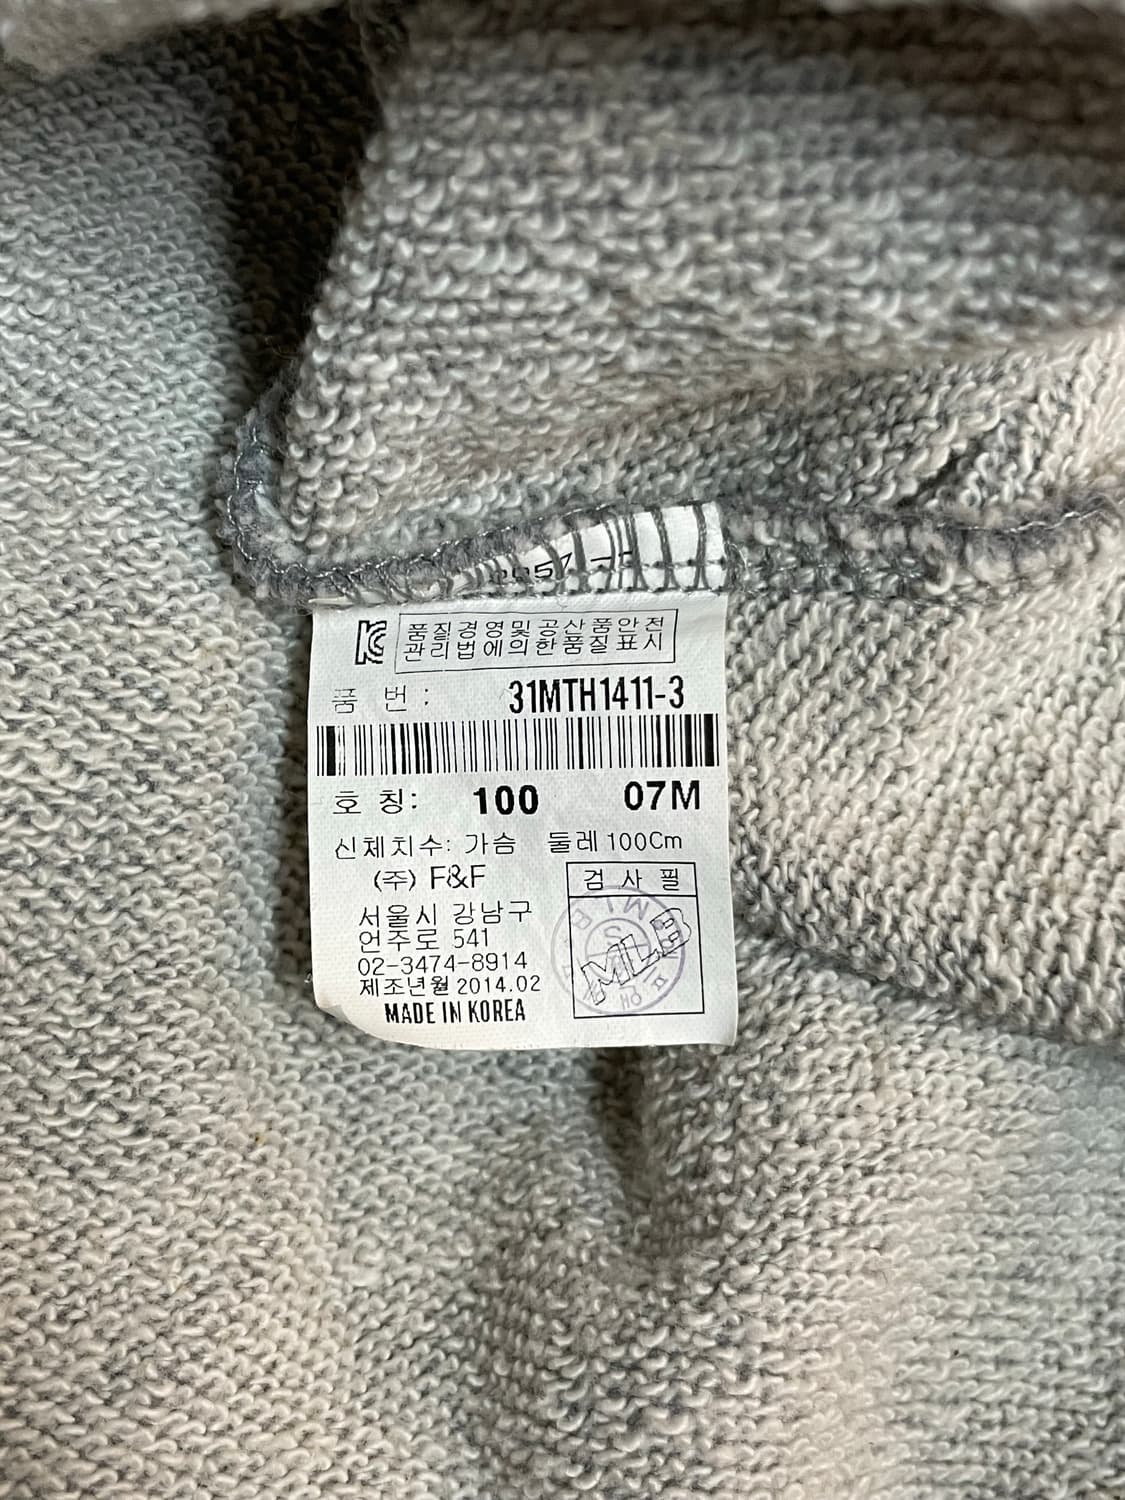 품질경영및공산품안전
관리법에의한품질표시
품 번 : 31MTH1411-3
호 칭: 100 07M
신체치수: 가슴 둘레 100Cm
(주) F&F
검 사 필
서울시 강남구
언주로 541
02-3474-8914
제조년월 2014.02
MADE IN KOREA
MLB